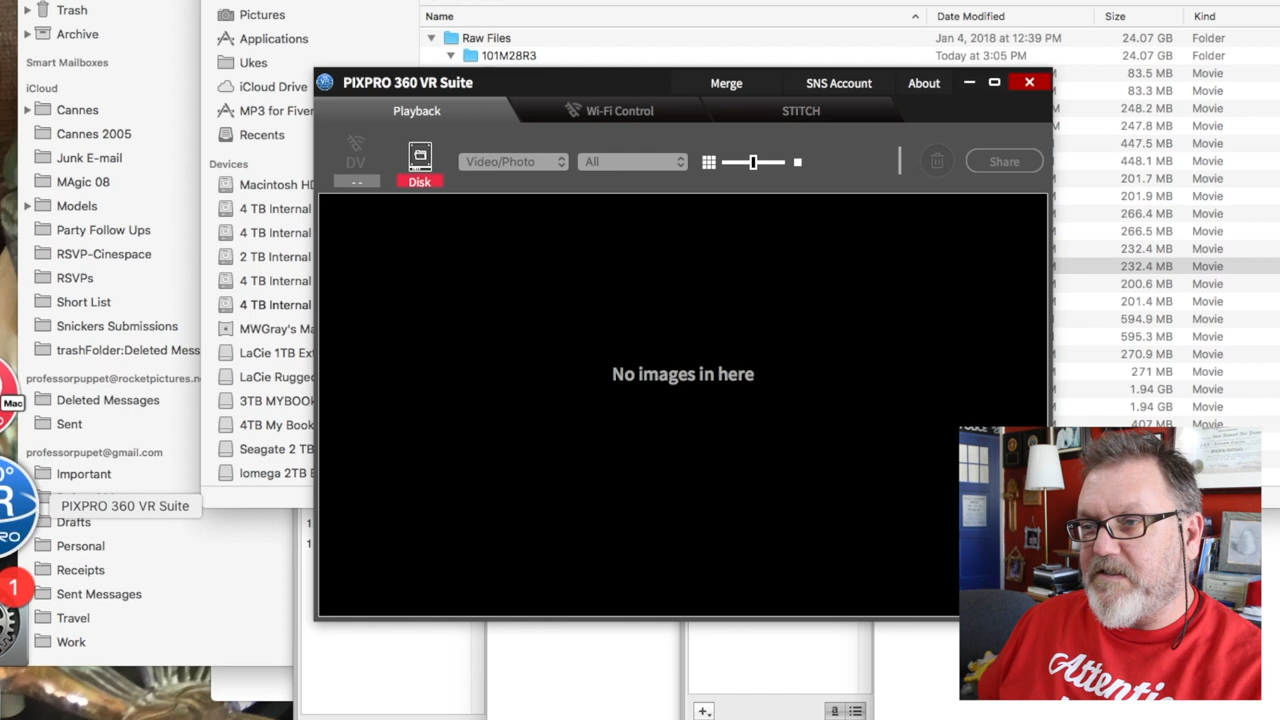 Trash
Archive
Smart Mailboxes
iCloud
Cannes
Cannes 2005
Junk E-mail
MAgic 08
Models
Party Follow Ups
RSVP-Cinespace
RSVPs
Short List
Snickers Submissions
trashFolder:Deleted Mess
professorpuppet@rocketpictures.n
Deleted Messages
Sent
professorpuppet@gmail.com
Important
Drafts
Personal
Receipts
Sent Messages
Travel
Work
Mac
PIXPRO 360 VR Suite
1
Pictures
Applications
Ukes
iCloud Drive
MP3 for Fiver
Recents
Devices
Macintosh HD
4 TB Internal
4 TB Internal
2 TB Internal
4 TB Internal
4 TB Internal
MWGray's Ma
LaCie 1TB Ext
LaCie Rugged
3TB MYBOOK
4TB My Book
Seagate 2 TB
Iomega 2TB E
Name Date Modified Size Kind
Raw Files Jan 4, 2018 at 12:39 PM 24.07 GB Folder
101M28R3 Today at 3:05 PM 24.07 GB Folder
83.5 MB Movie
83.3 MB Movie
248.2 MB Movie
247.8 MB Movie
447.5 MB Movie
448.1 MB Movie
201.7 MB Movie
201.9 MB Movie
266.4 MB Movie
266.5 MB Movie
232.4 MB Movie
232.4 MB Movie
200.6 MB Movie
201.4 MB Movie
594.9 MB Movie
595.3 MB Movie
270.9 MB Movie
271 MB Movie
1.94 GB Movie
1.94 GB Movie
407 MB Movie
PIXPRO 360 VR Suite Merge SNS Account About
Playback Wi-Fi Control STITCH
DV
- -
Disk
Video/Photo
All
Share
No images in here
Attentio